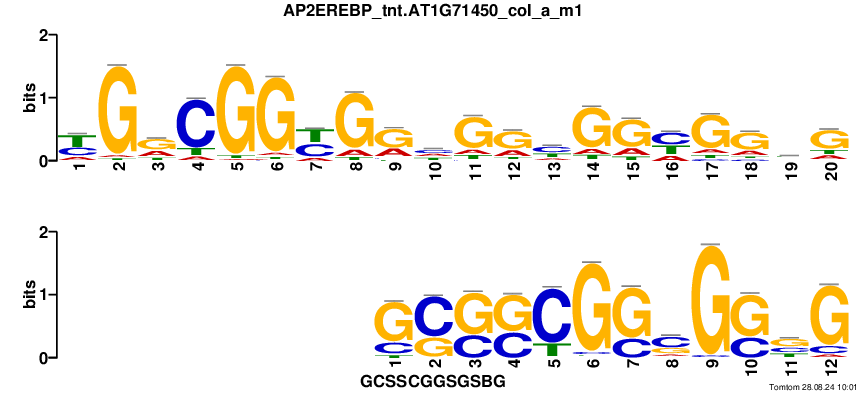 AP2EREBP_tnt.AT1G71450_col_a_m1
2
1
0
bits
1 2 3 4 5 6 7 8 9 10 11 12 13 14 15 16 17 18 19 20
2
1
0
bits
1 2 3 4 5 6 7 8 9 10 11 12
GCSSCGGSGSBG
Tomtom 28.08.24 10:01